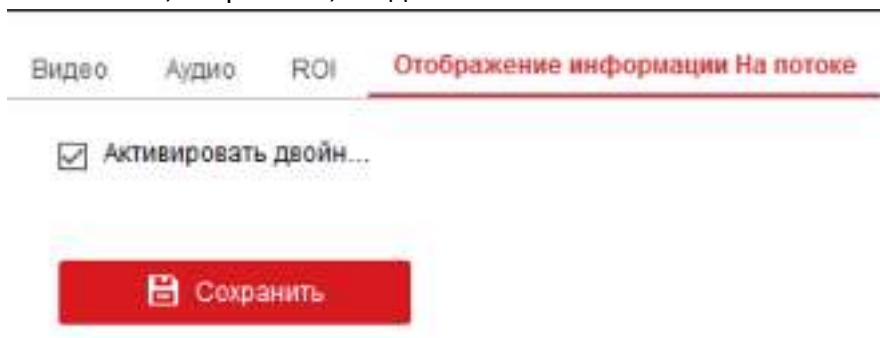 Видео Аудио ROI Отображение информации На потоке
Активировать двойн...
Сохранить